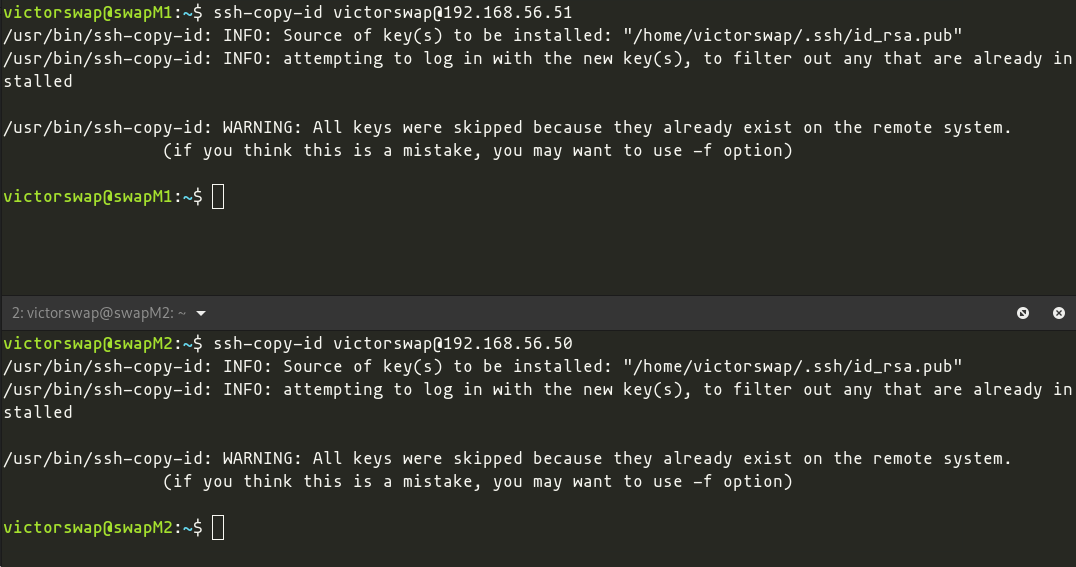 victorswap@swapM1:~$ ssh-copy-id victorswap@192.168.56.51
/usr/bin/ssh-copy-id: INFO: Source of key(s) to be installed: "/home/victorswap/.ssh/id_rsa.pub"
/usr/bin/ssh-copy-id: INFO: attempting to log in with the new key(s), to filter out any that are already in
stalled
/usr/bin/ssh-copy-id: WARNING: All keys were skipped because they already exist on the remote system.
(if you think this is a mistake, you may want to use -f option)
victorswap@swapM1:~$
2: victorswap@swapM2: ~
victorswap@swapM2:~$ ssh-copy-id victorswap@192.168.56.50
/usr/bin/ssh-copy-id: INFO: Source of key(s) to be installed: "/home/victorswap/.ssh/id_rsa.pub"
/usr/bin/ssh-copy-id: INFO: attempting to log in with the new key(s), to filter out any that are already in
stalled
/usr/bin/ssh-copy-id: WARNING: All keys were skipped because they already exist on the remote system.
(if you think this is a mistake, you may want to use -f option)
victorswap@swapM2:~$